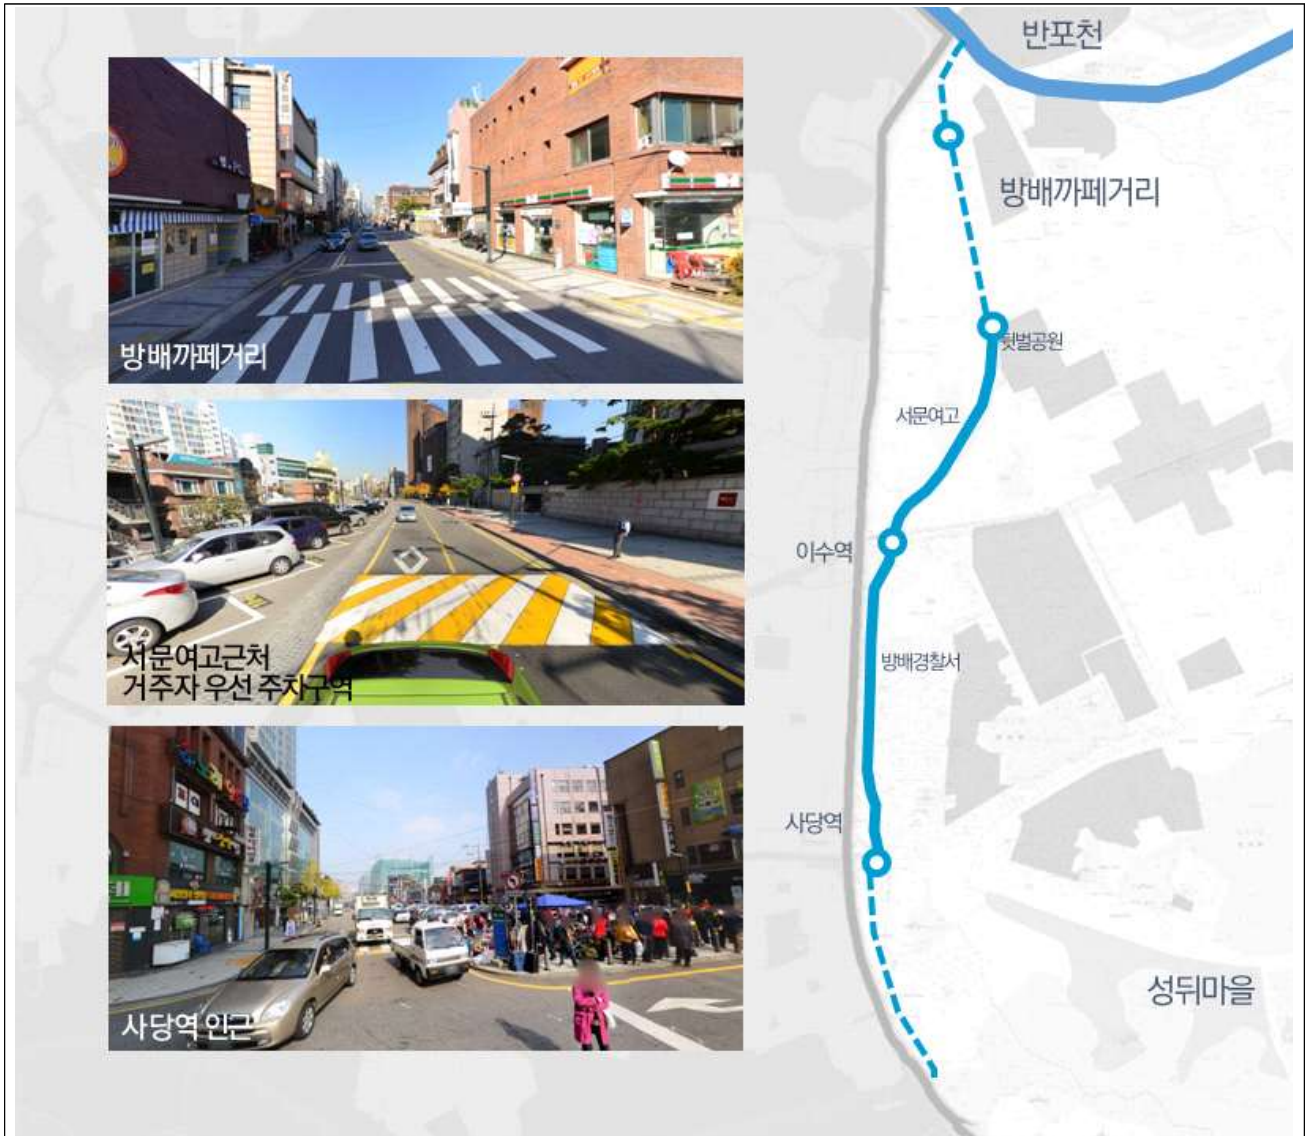 반포천
방배까페거리
방배까페거리
뒷벌공원
서문여고
이수역
서문여고근처
거주자 우선 주차구역
방배경찰서
사당역
성뒤마을
사당역 인근